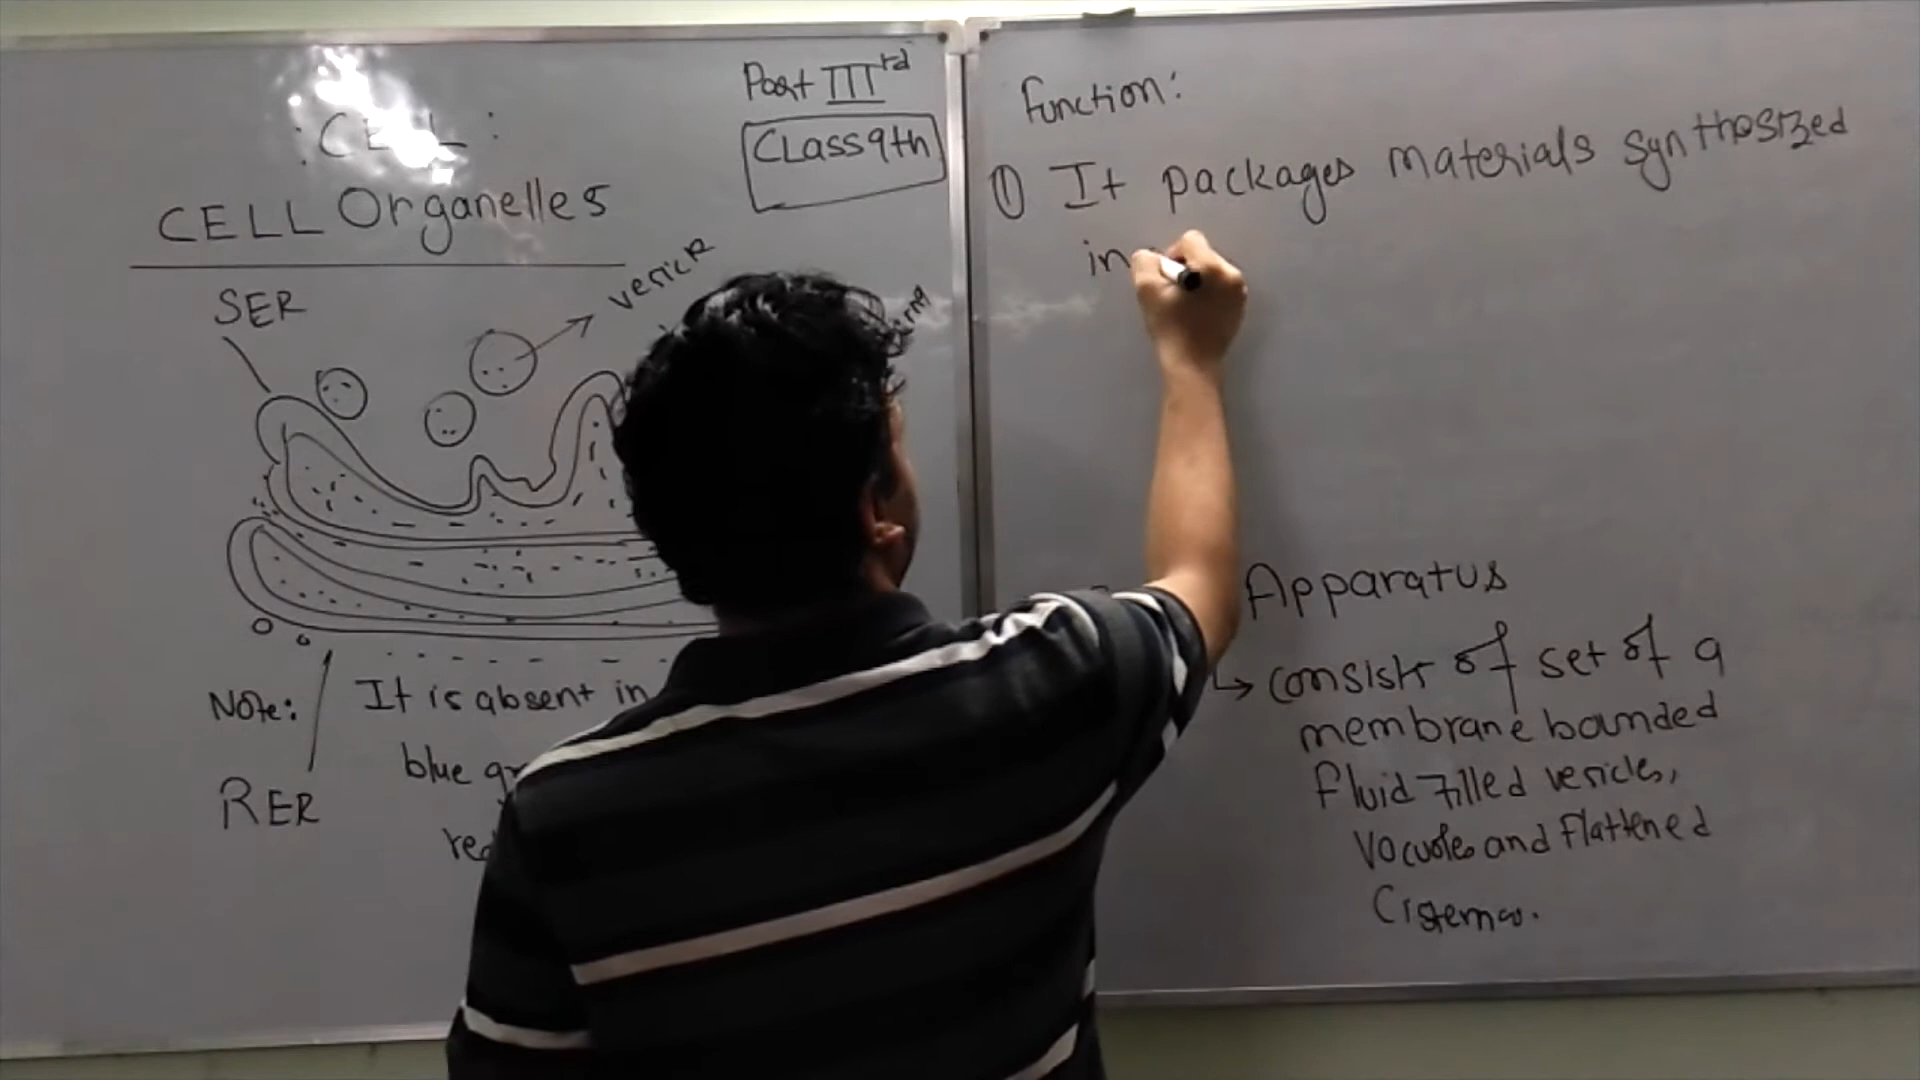 : CELL :
CELL Organelles
Part IIIrd
CLass 9th
SER
vesicle
Note: It is absent in
blue
RER
Function:
① It packages materials synthesized
in
Apparatus
↳ consists of set of a
membrane bounded
fluid filled vesicles,
Vacuoles and flattened